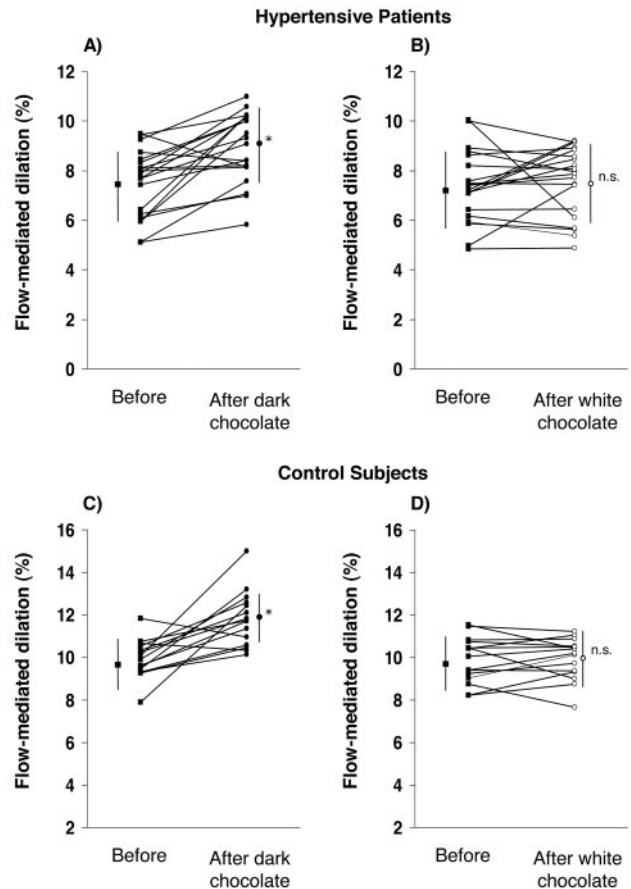 Hypertensive Patients
A)
B)
Flow-mediated dilation (%)
12
10
8
6
4
2
0
*
Before
After dark
chocolate
Flow-mediated dilation (%)
12
10
8
6
4
2
0
n.s.
Before
After white
chocolate
Control Subjects
C)
D)
Flow-mediated dilation (%)
16
14
12
10
8
6
4
2
*
Before
After dark
chocolate
Flow-mediated dilation (%)
16
14
12
10
8
6
4
2
n.s.
Before
After white
chocolate